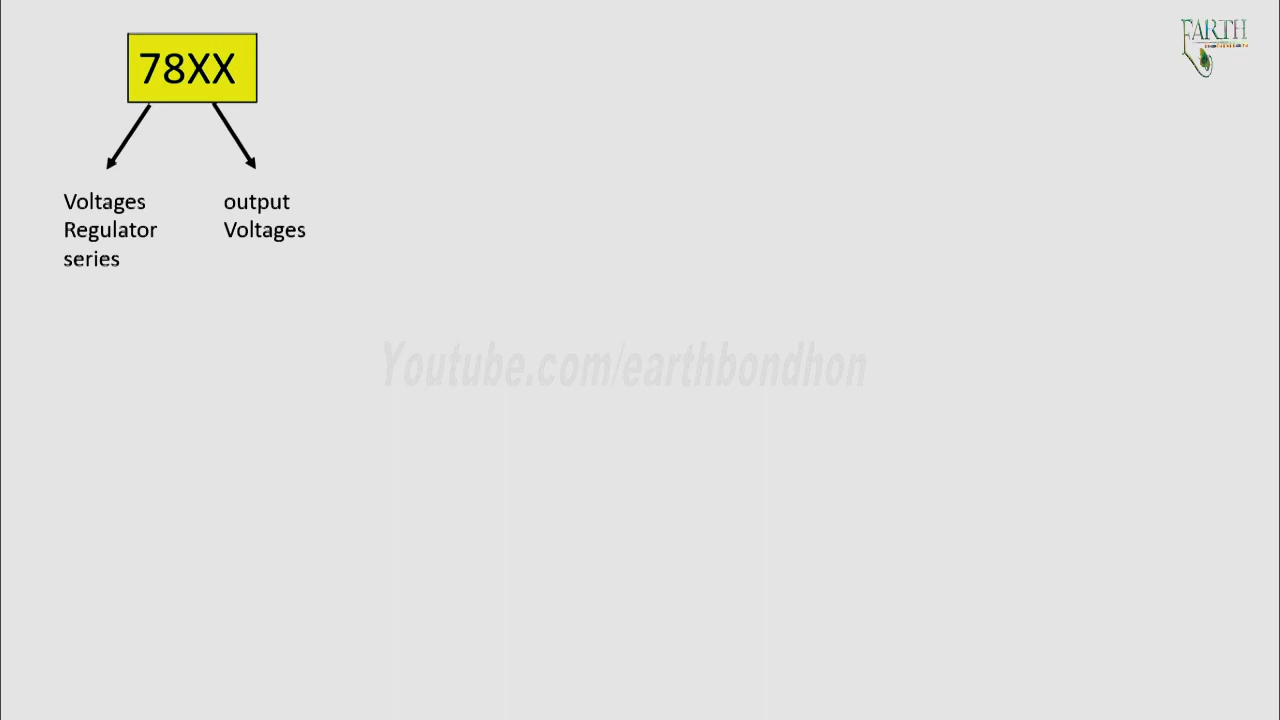 78XX
Voltages
Regulator
series
output
Voltages
Youtube.com/earthbondhon
EARTH